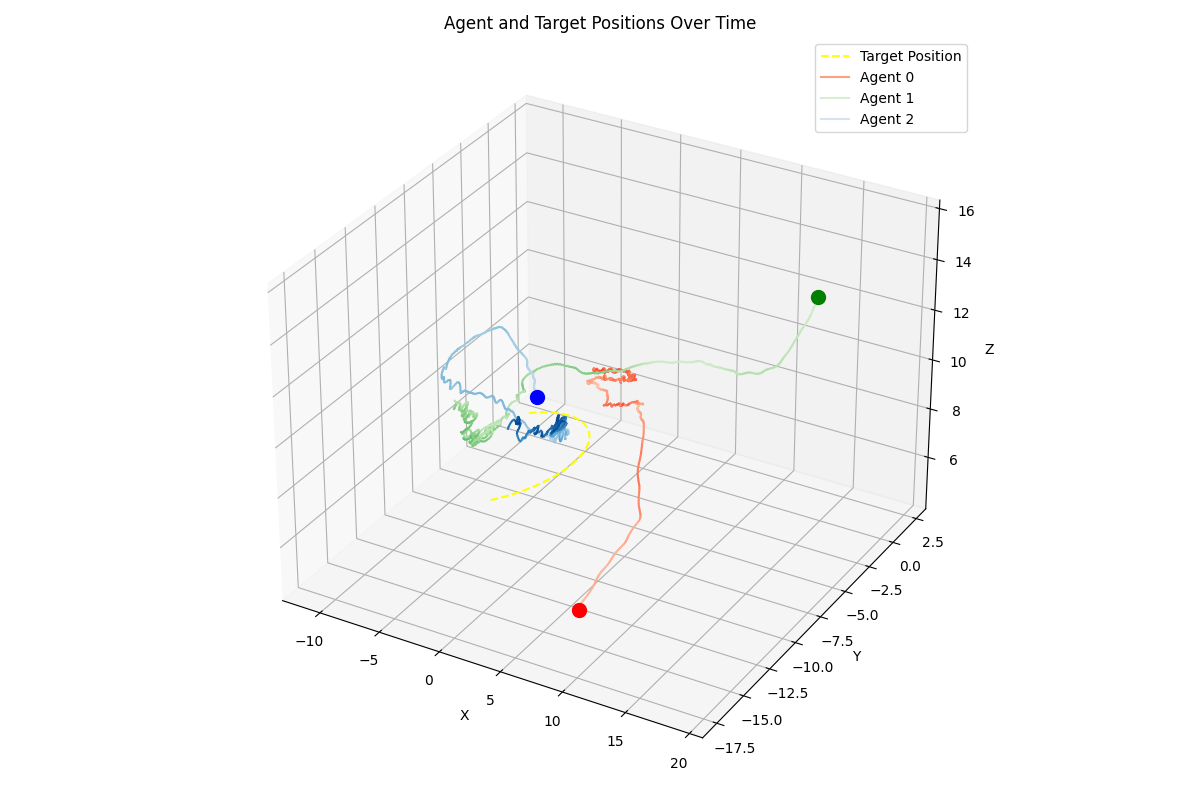 Agent and Target Positions Over Time
Target Position
Agent 0
Agent 1
Agent 2
16
14
12
10
8
6
Z
2.5
0.0
−2.5
−5.0
−7.5
−10.0
−12.5
−15.0
−17.5
Y
−10
−5
0
5
10
15
20
X